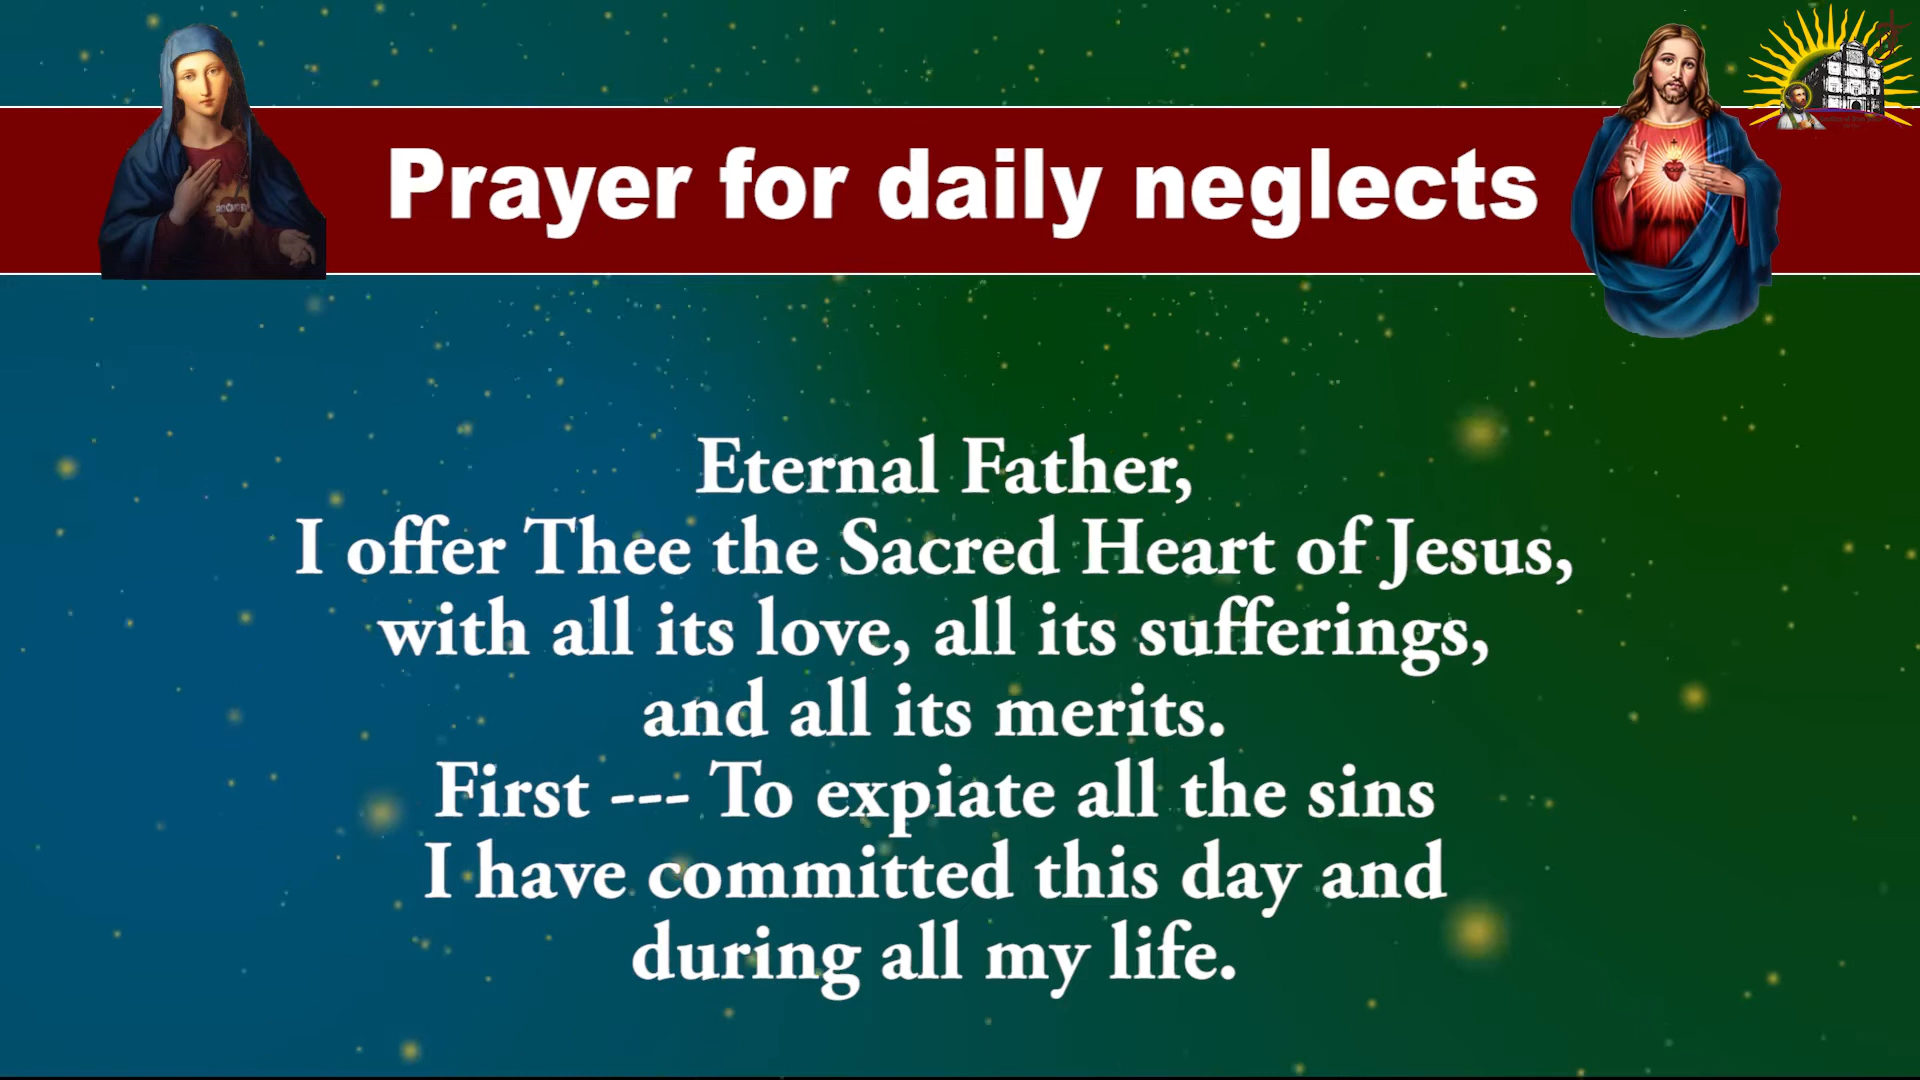 Prayer for daily neglects
Eternal Father,
I offer Thee the Sacred Heart of Jesus,
with all its love, all its sufferings,
and all its merits.
First --- To expiate all the sins
I have committed this day and
during all my life.